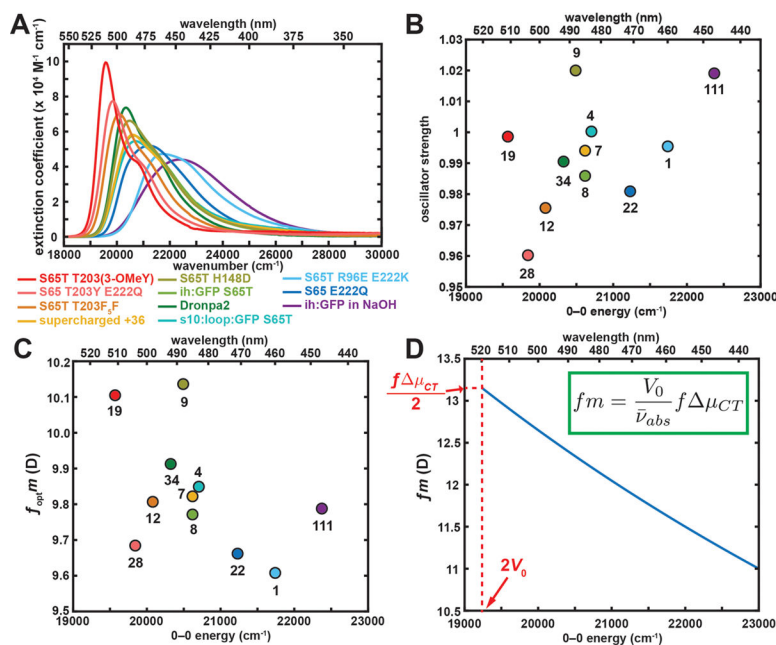 A
wavelength (nm)
550 525 500 475 450 425 400 375 350
extinction coefficient (x 10⁴ M⁻¹ cm⁻¹)
10
8
6
4
2
0
18000 20000 22000 24000 26000 28000 30000
wavenumber (cm⁻¹)
S65T T203(3-OMeY)
S65 T203Y E222Q
S65T T203F₅F
supercharged +36
S65T H148D
ih:GFP S65T
Dronpa2
s10:loop:GFP S65T
S65T R96E E222K
S65 E222Q
ih:GFP in NaOH
B
wavelength (nm)
520 510 500 490 480 470 460 450 440
oscillator strength
1.03
1.02
1.01
1
0.99
0.98
0.97
0.96
0.95
9
111
4
19
7
1
34
8
22
12
28
19000 20000 21000 22000 23000
0–0 energy (cm⁻¹)
C
wavelength (nm)
520 510 500 490 480 470 460 450 440
f_opt m (D)
10.2
10.1
10.0
9.9
9.8
9.7
9.6
9.5
19
9
34
4
7
12
8
111
28
22
1
19000 20000 21000 22000 23000
0–0 energy (cm⁻¹)
D
wavelength (nm)
520 510 500 490 480 470 460 450 440
fm (D)
13.5
13
12.5
12
11.5
11
10.5
fΔμ_CT
2
fm = V₀/ν̄_abs fΔμ_CT
2V₀
19000 20000 21000 22000 23000
0–0 energy (cm⁻¹)